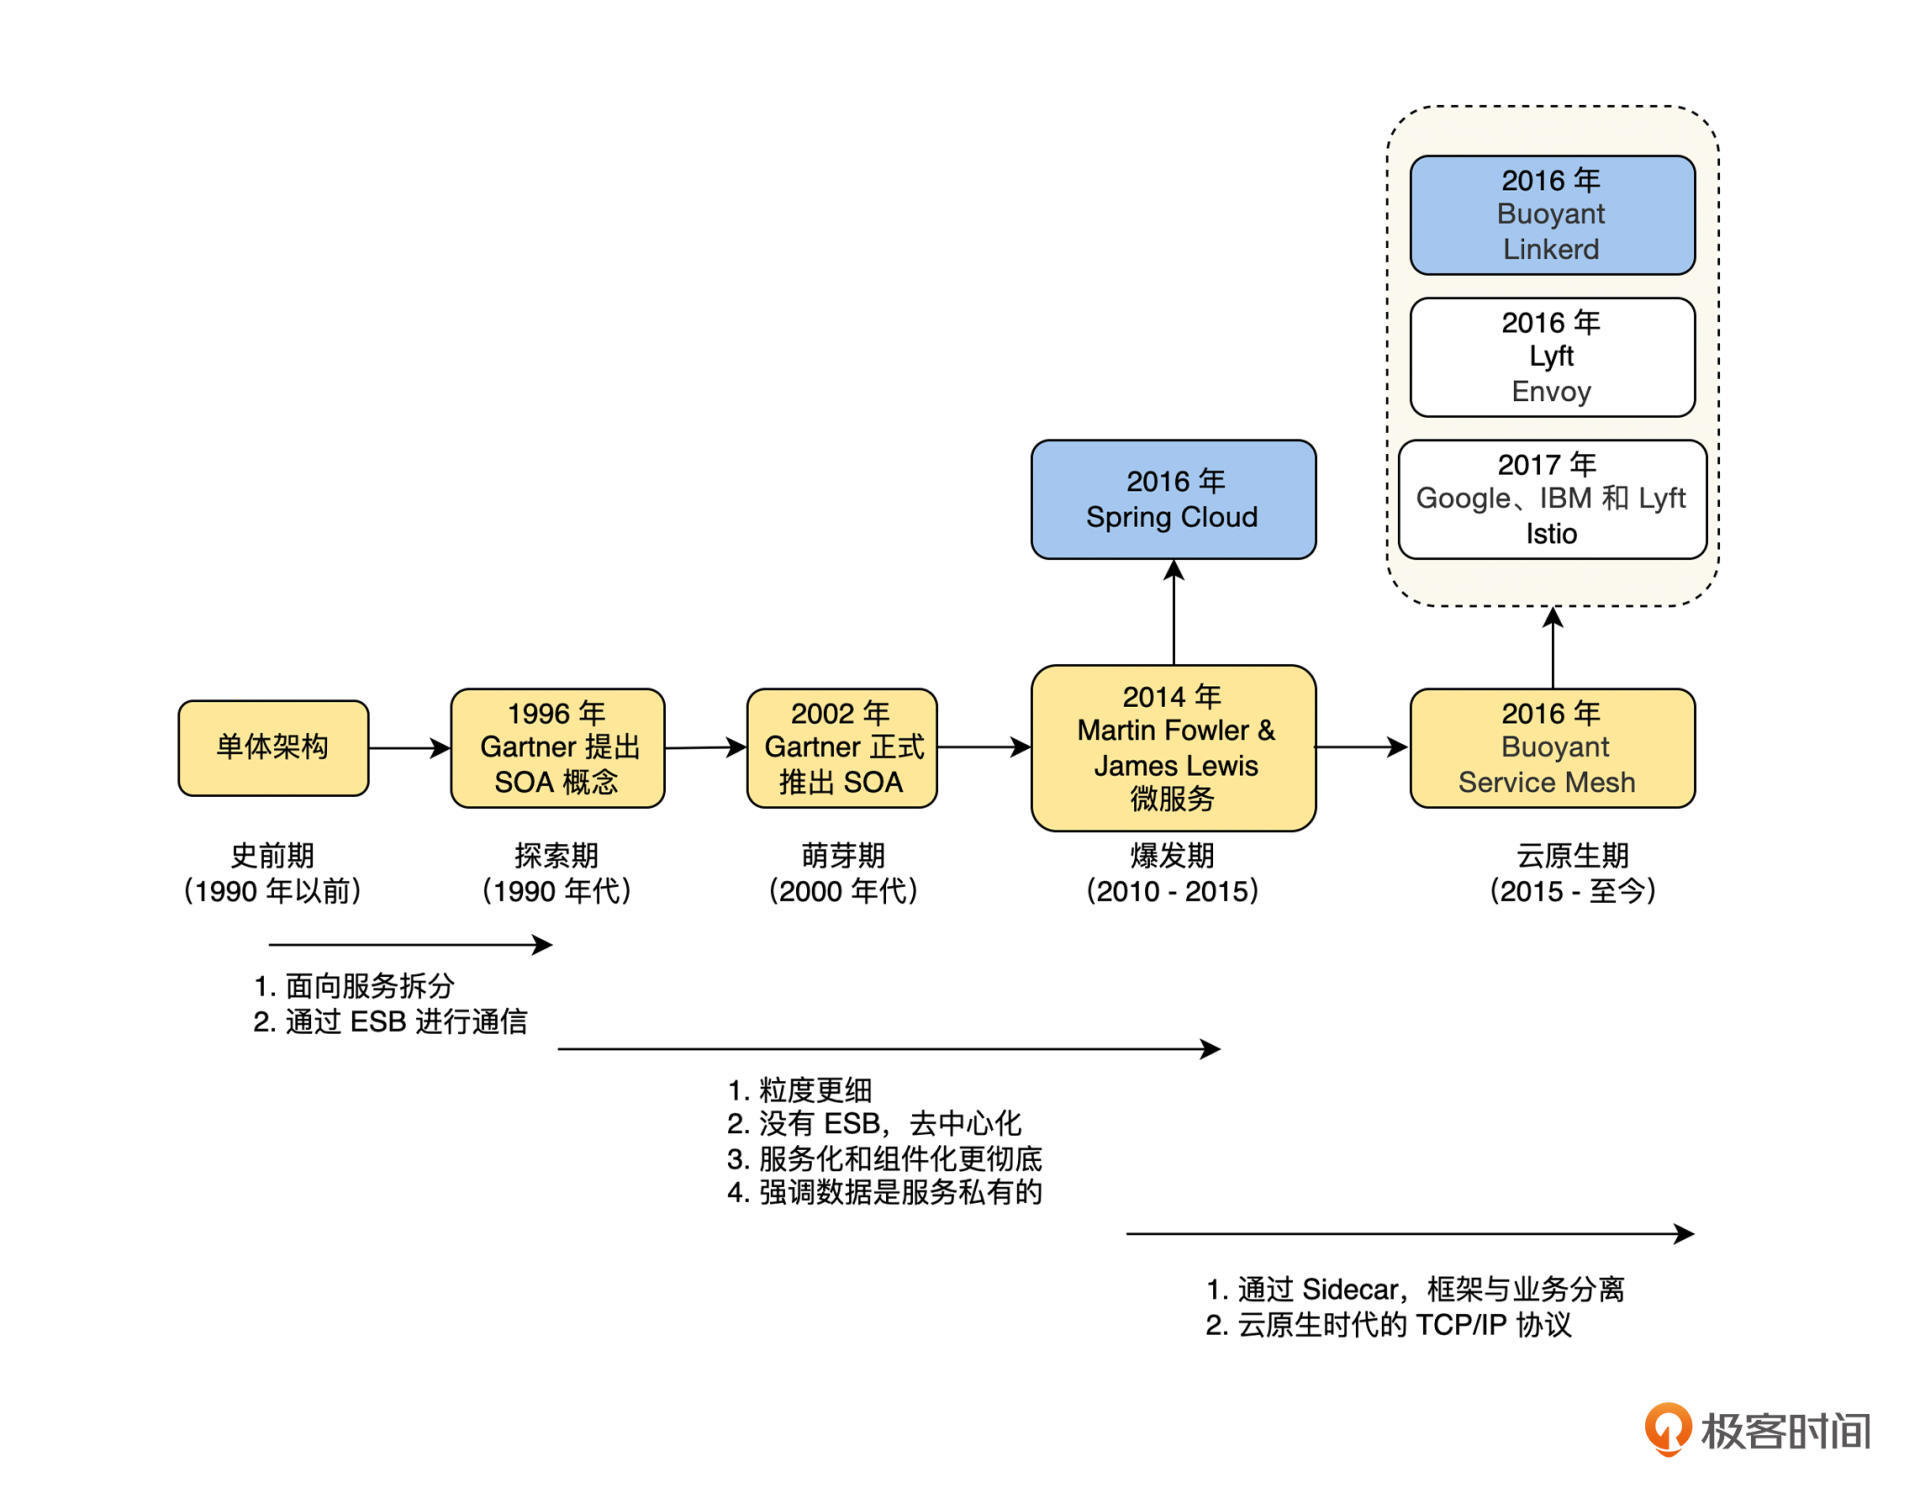 2016 年
Buoyant
Linkerd
2016 年
Lyft
Envoy
2017 年
Google、IBM 和 Lyft
Istio
2016 年
Spring Cloud
单体架构
1996 年
Gartner 提出
SOA 概念
2002 年
Gartner 正式
推出 SOA
2014 年
Martin Fowler &
James Lewis
微服务
2016 年
Buoyant
Service Mesh
史前期
（1990 年以前）
探索期
（1990 年代）
萌芽期
（2000 年代）
爆发期
（2010 - 2015）
云原生期
（2015 - 至今）
1. 面向服务拆分
2. 通过 ESB 进行通信
1. 粒度更细
2. 没有 ESB，去中心化
3. 服务化和组件化更彻底
4. 强调数据是服务私有的
1. 通过 Sidecar，框架与业务分离
2. 云原生时代的 TCP/IP 协议
极客时间